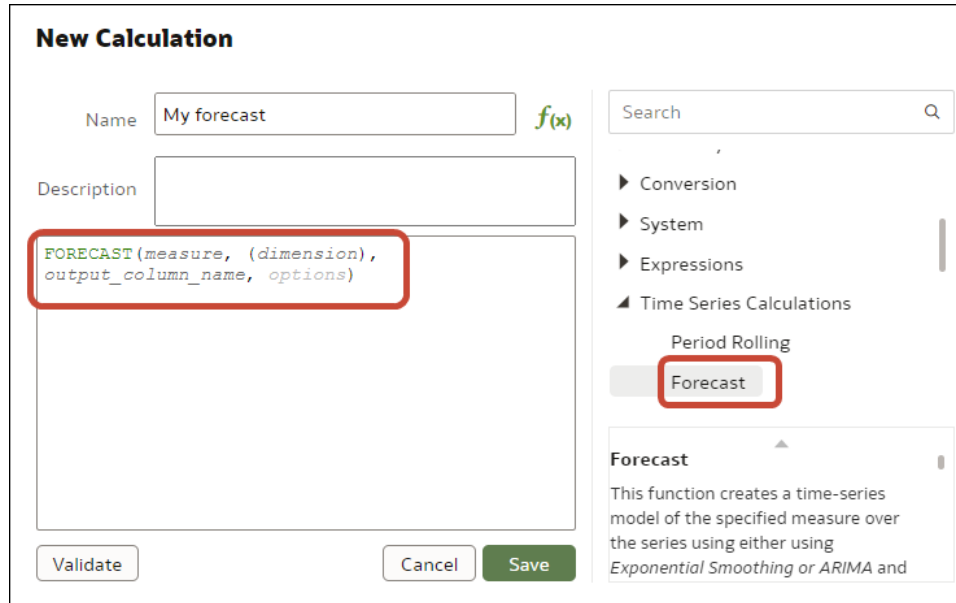 New Calculation
Name
My forecast
f(x)
Description
FORECAST(measure, (dimension),
output_column_name, options)
Validate
Cancel
Save
Search
Conversion
System
Expressions
Time Series Calculations
Period Rolling
Forecast
Forecast
This function creates a time-series
model of the specified measure over
the series using either using
Exponential Smoothing or ARIMA and